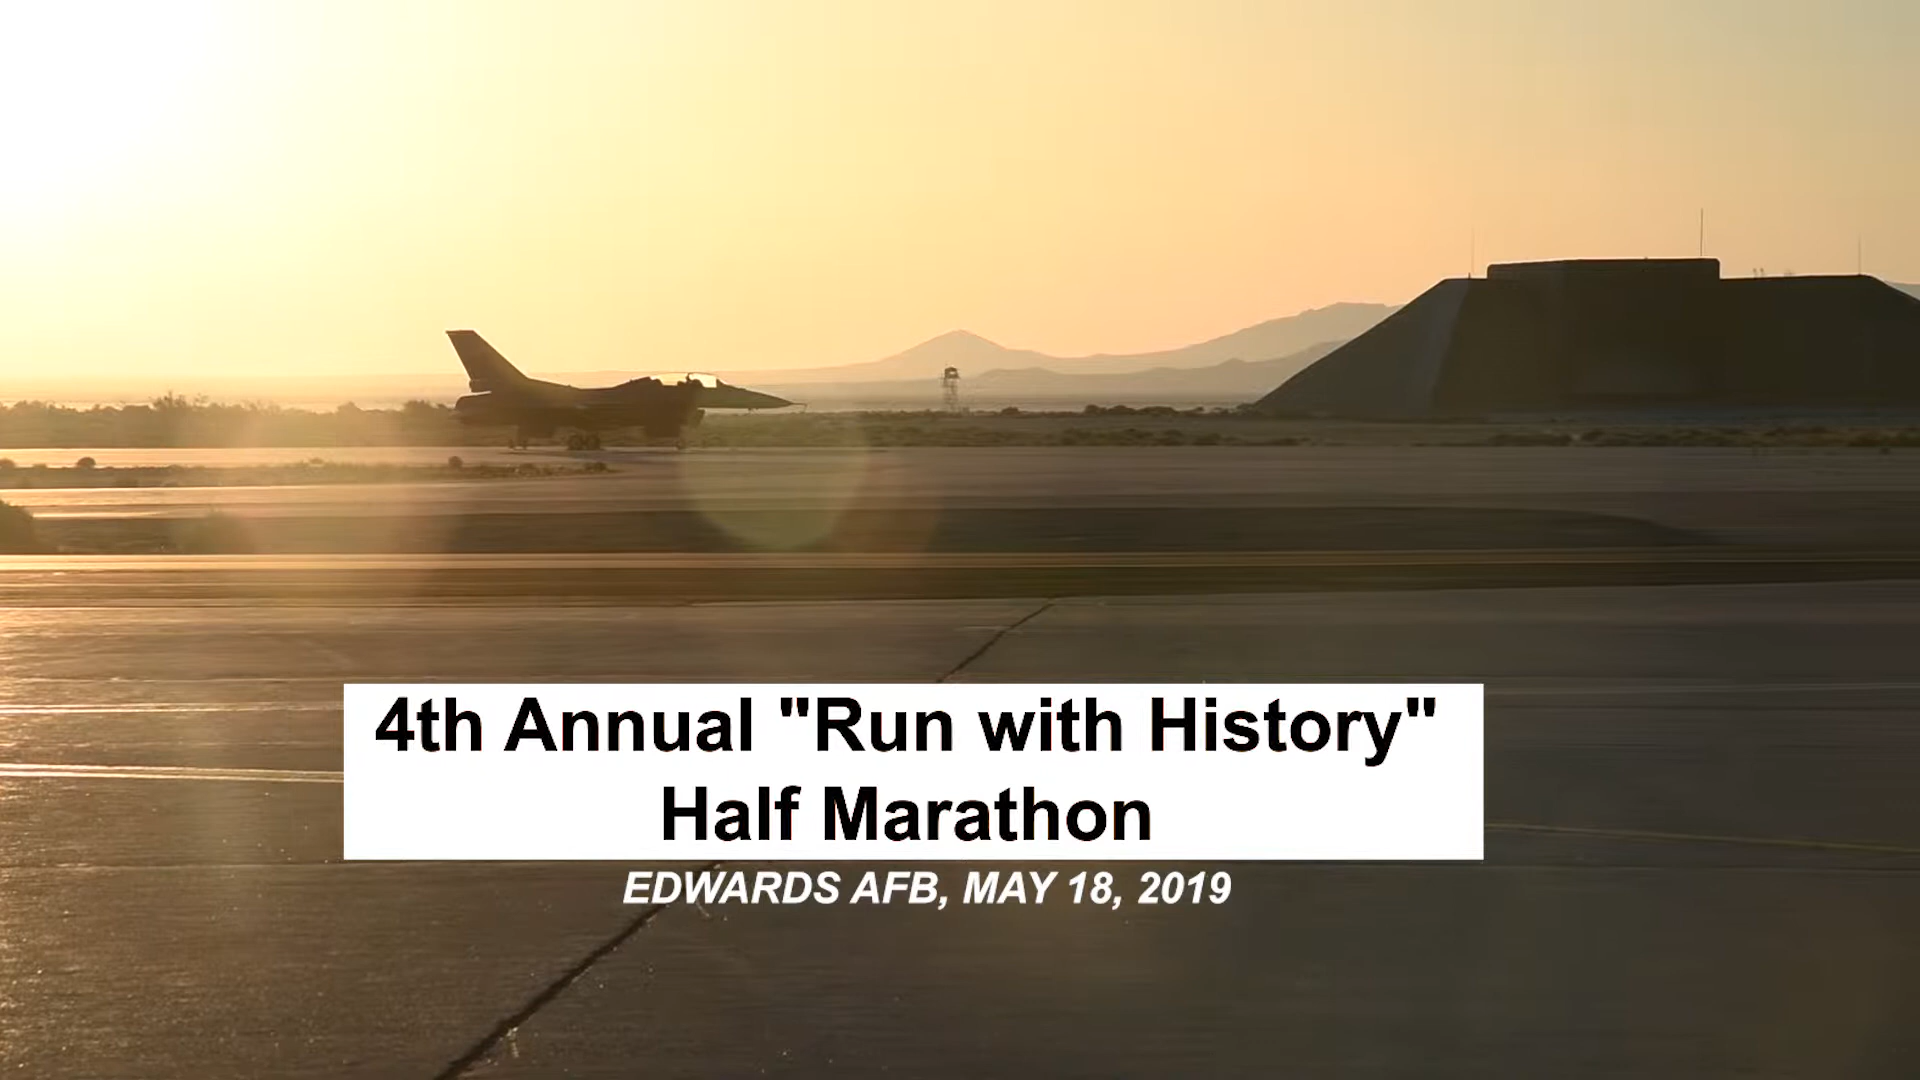 4th Annual "Run with History"
Half Marathon
EDWARDS AFB, MAY 18, 2019